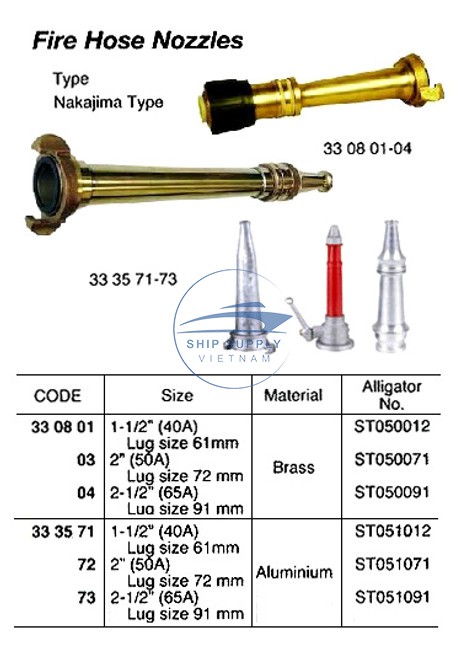 Fire Hose Nozzles
Type
Nakajima Type
33 08 01-04
33 35 71-73
SHIP SUPPLY
VIETNAM
CODE Size Material Alligator No.
33 08 01 1-1/2" (40A) ST050012
Lug size 61mm
03 2" (50A) ST050071
Lug size 72 mm
Brass
04 2-1/2" (65A) ST050091
Lug size 91 mm
33 35 71 1-1/2" (40A) ST051012
Lug size 61mm
72 2" (50A) ST051071
Lug size 72 mm
Aluminium
73 2-1/2" (65A) ST051091
Lug size 91 mm